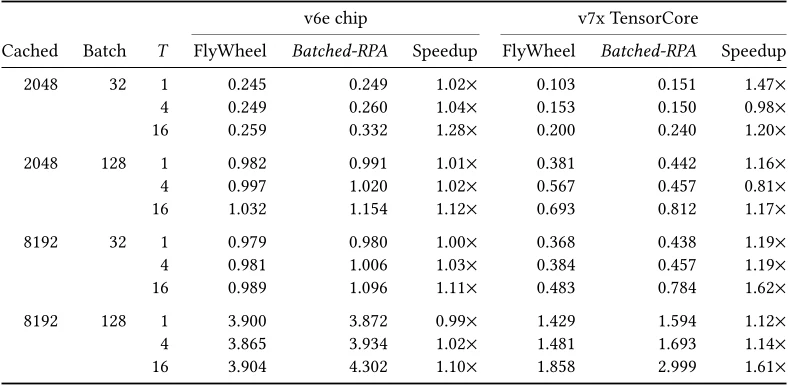 v6e chip v7x TensorCore
Cached Batch T FlyWheel Batched-RPA Speedup FlyWheel Batched-RPA Speedup
2048 32 1 0.245 0.249 1.02× 0.103 0.151 1.47×
4 0.249 0.260 1.04× 0.153 0.150 0.98×
16 0.259 0.332 1.28× 0.200 0.240 1.20×
2048 128 1 0.982 0.991 1.01× 0.381 0.442 1.16×
4 0.997 1.020 1.02× 0.567 0.457 0.81×
16 1.032 1.154 1.12× 0.693 0.812 1.17×
8192 32 1 0.979 0.980 1.00× 0.368 0.438 1.19×
4 0.981 1.006 1.03× 0.384 0.457 1.19×
16 0.989 1.096 1.11× 0.483 0.784 1.62×
8192 128 1 3.900 3.872 0.99× 1.429 1.594 1.12×
4 3.865 3.934 1.02× 1.481 1.693 1.14×
16 3.904 4.302 1.10× 1.858 2.999 1.61×